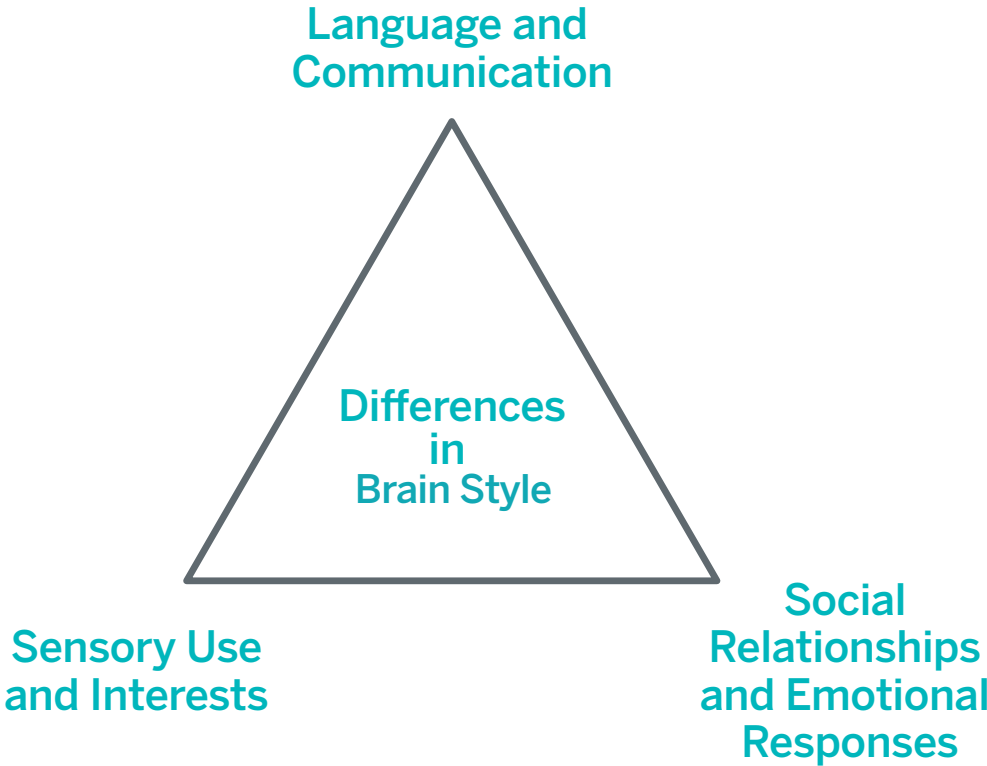 Language and
Communication
Differences
in
Brain Style
Sensory Use
and Interests
Social
Relationships
and Emotional
Responses